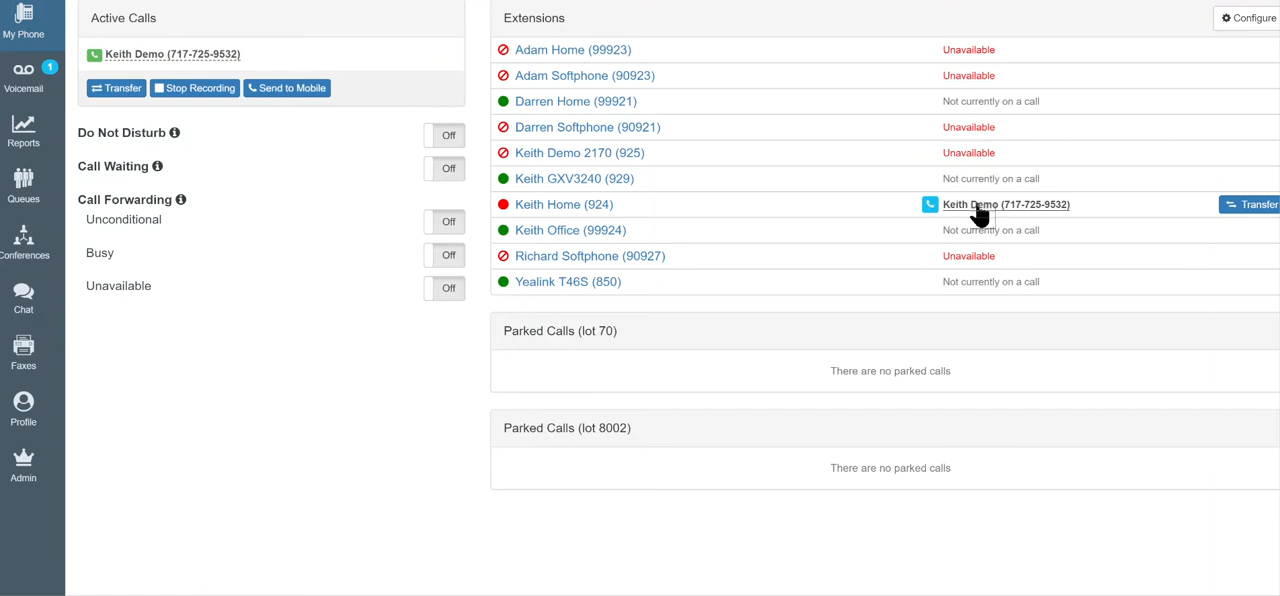 My Phone
Voicemail
1
Reports
Queues
Conferences
Chat
Faxes
Profile
Admin
Active Calls
Keith Demo (717-725-9532)
Transfer Stop Recording Send to Mobile
Do Not Disturb Off
Call Waiting Off
Call Forwarding
Unconditional Off
Busy Off
Unavailable Off
Extensions Configure
Adam Home (99923) Unavailable
Adam Softphone (90923) Unavailable
Darren Home (99921) Not currently on a call
Darren Softphone (90921) Unavailable
Keith Demo 2170 (925) Unavailable
Keith GXV3240 (929) Not currently on a call
Keith Home (924) Keith Demo (717-725-9532) Transfer
Keith Office (99924) Not currently on a call
Richard Softphone (90927) Unavailable
Yealink T46S (850) Not currently on a call
Parked Calls (lot 70)
There are no parked calls
Parked Calls (lot 8002)
There are no parked calls